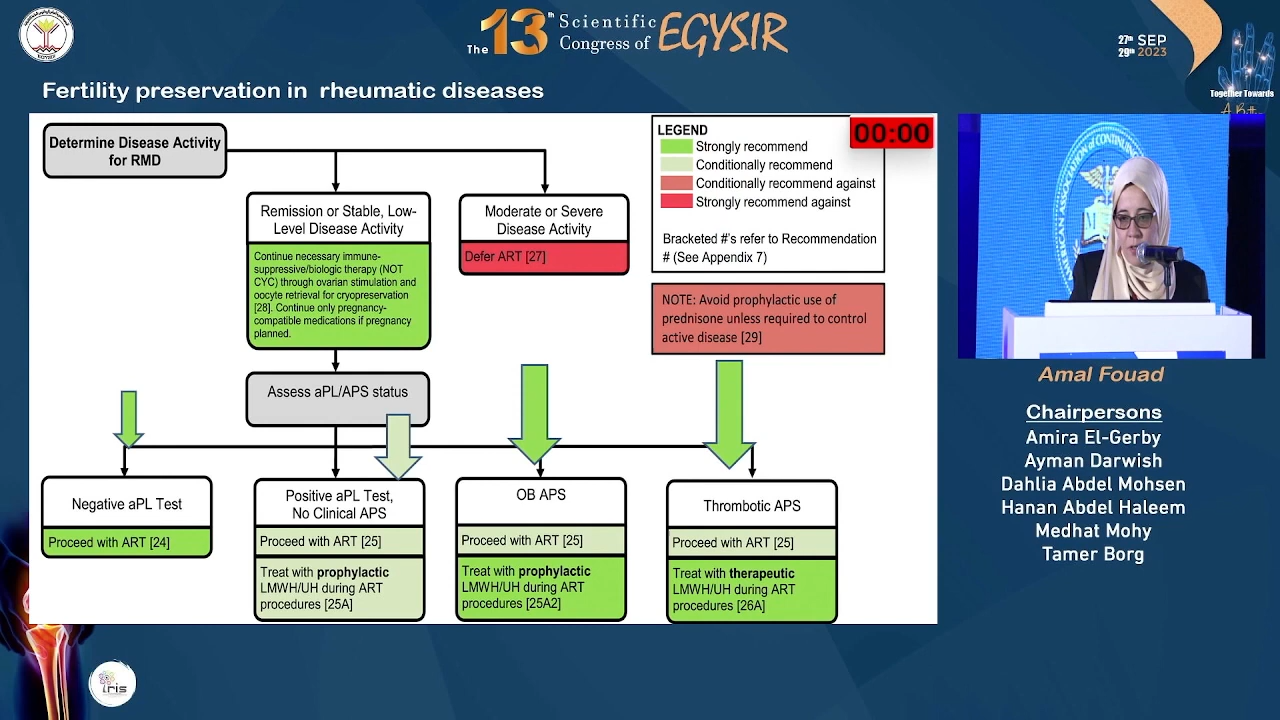 The 13th Scientific
Congress of EGYSIR
27th SEP
29th 2023
Together Towards
EGYSIR
Fertility preservation in rheumatic diseases
Determine Disease Activity
for RMD
Remission or Stable, Low-
Level Disease Activity
Continue necessary immune-
suppressive/biologic therapy (NOT
CYC) through ovarian stimulation and
oocyte retrieval for cryopreservation
[28]. Continue only pregnancy-
compatible medications if pregnancy
planned.
Moderate or Severe
Disease Activity
Defer ART [27]
LEGEND
00:00
Strongly recommend
Conditionally recommend
Conditionally recommend against
Strongly recommend against
Bracketed #'s refer to Recommendation
# (See Appendix 7)
NOTE: Avoid prophylactic use of
prednisone unless required to control
active disease [29]
Assess aPL/APS status
Negative aPL Test
Proceed with ART [24]
Positive aPL Test,
No Clinical APS
Proceed with ART [25]
Treat with prophylactic
LMWH/UH during ART
procedures [25A]
OB APS
Proceed with ART [25]
Treat with prophylactic
LMWH/UH during ART
procedures [25A2]
Thrombotic APS
Proceed with ART [25]
Treat with therapeutic
LMWH/UH during ART
procedures [26A]
Amal Fouad
Chairpersons
Amira El-Gerby
Ayman Darwish
Dahlia Abdel Mohsen
Hanan Abdel Haleem
Medhat Mohy
Tamer Borg
iris